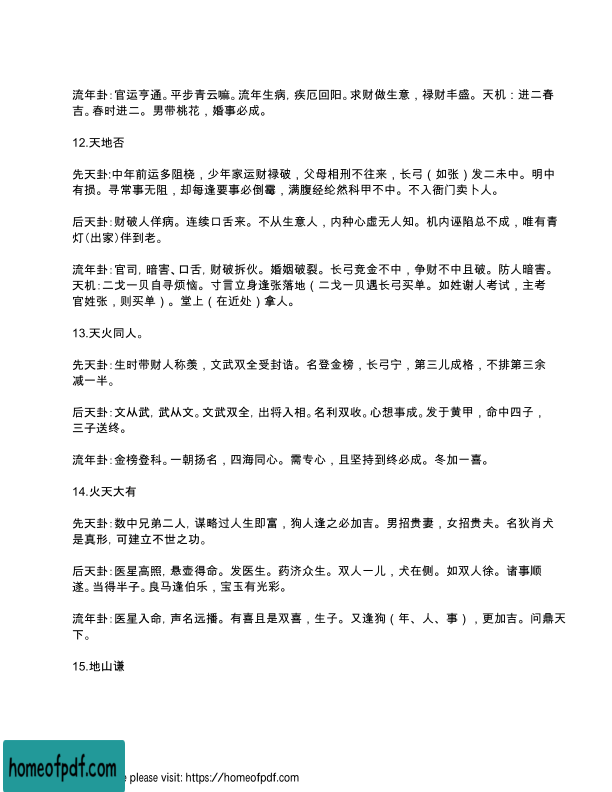 流年卦：官运亨通。平步青云嘛。流年生病，疾厄回阳。求财做生意，禄财丰盛。天机：进二春
吉。春时进二。男带桃花，婚事必成。
12.天地否
先天卦:中年前运多阻桡，少年家运财禄破，父母相刑不往来，长弓（如张）发二未中。明中
有损。寻常事无阻，却每逢要事必倒霉，满腹经纶然科甲不中。不入衙门卖卜人。
后天卦：财破人佯病。连续口舌来。不从生意人，内种心虚无人知。机内诬陷总不成，唯有青
灯（出家）伴到老。
流年卦：官司，暗害、口舌，财破拆伙。婚姻破裂。长弓竞金不中，争财不中且破。防人暗害。
天机：二戈一贝自寻烦恼。寸言立身逢张落地（二戈一贝遇长弓买单。如姓谢人考试，主考
官姓张，则买单）。堂上（在近处）拿人。
13.天火同人。
先天卦：生时带财人称羡，文武双全受封诰。名登金榜，长弓宁，第三儿成格，不排第三余
减一半。
后天卦：文从武，武从文。文武双全，出将入相。名利双收。心想事成。发于黄甲，命中四子，
三子送终。
流年卦：金榜登科。一朝扬名，四海同心。需专心，且坚持到终必成。冬加一喜。
14.火天大有
先天卦：数中兄弟二人，谋略过人生即富，狗人逢之必加吉。男招贵妻，女招贵夫。名狄肖犬
是真形，可建立不世之功。
后天卦：医星高照，悬壶得命。发医生。药济众生。双人一儿，犬在侧。如双人徐。诸事顺
遂。当得半子。良马逢伯乐，宝玉有光彩。
流年卦：医星入命，声名远播。有喜且是双喜，生子。又逢狗（年、人、事），更加吉。问鼎天
下。
15.地山谦
homeofpdf.com
please visit: https://homeofpdf.com